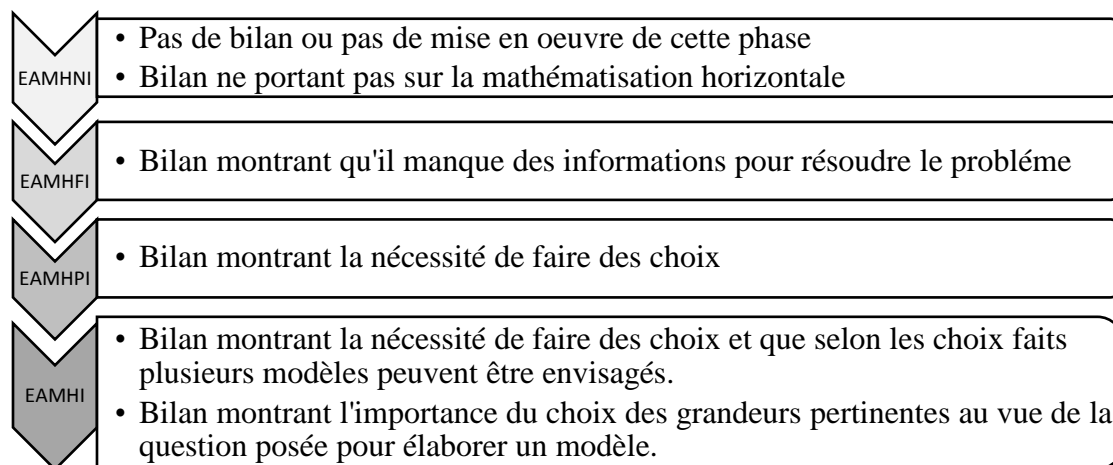 EAMHNI
• Pas de bilan ou pas de mise en oeuvre de cette phase
• Bilan ne portant pas sur la mathématisation horizontale
EAMHFI
• Bilan montrant qu'il manque des informations pour résoudre le probléme
EAMHPI
• Bilan montrant la nécessité de faire des choix
EAMHI
• Bilan montrant la nécessité de faire des choix et que selon les choix faits
plusieurs modèles peuvent être envisagés.
• Bilan montrant l'importance du choix des grandeurs pertinentes au vue de la
question posée pour élaborer un modèle.